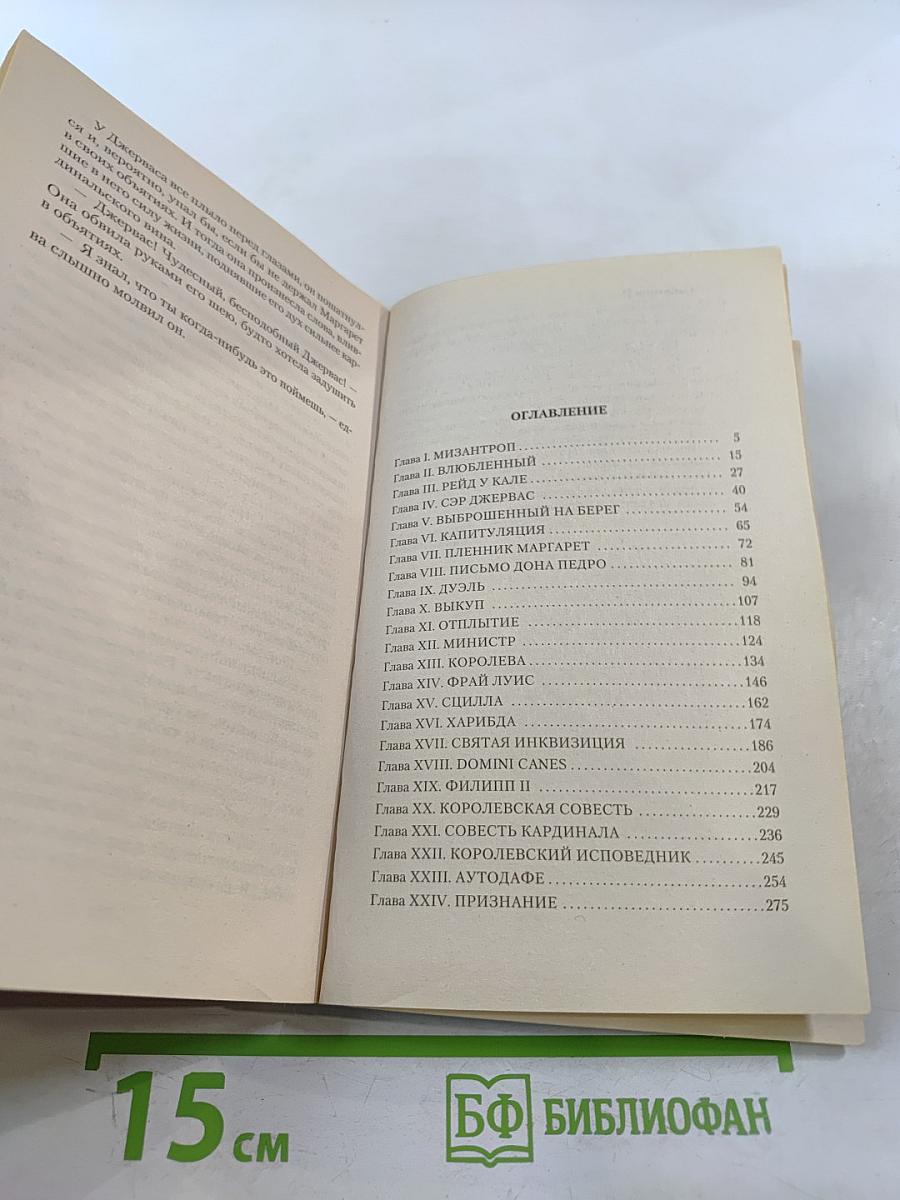 У Джерваса все плыло перед глазами, он пошатнул-
ся и, вероятно, упал бы, если бы не держал Маргарет
в своих объятиях. И тогда она произнесла слова, влив-
шие в него силу жизни, поднявшие его дух сильнее кар-
динальского вина.
— Джервас! Чудесный, бесподобный Джервас! —
Она обвила руками его шею, будто хотела задушить
в объятиях.
— Я знал, что ты когда-нибудь это поймешь, — ед-
ва слышно молвил он.
ОГЛАВЛЕНИЕ
Глава I. МИЗАНТРОП 5
Глава II. ВЛЮБЛЕННЫЙ 15
Глава III. РЕЙД У КАЛЕ 27
Глава IV. СЭР ДЖЕРВАС 40
Глава V. ВЫБРОШЕННЫЙ НА БЕРЕГ 54
Глава VI. КАПИТУЛЯЦИЯ 65
Глава VII. ПЛЕННИК МАРГАРЕТ 72
Глава VIII. ПИСЬМО ДОНА ПЕДРО 81
Глава IX. ДУЭЛЬ 94
Глава X. ВЫКУП 107
Глава XI. ОТПЛЫТИЕ 118
Глава XII. МИНИСТР 124
Глава XIII. КОРОЛЕВА 134
Глава XIV. ФРАЙ ЛУИС 146
Глава XV. СЦИЛЛА 162
Глава XVI. ХАРИБДА 174
Глава XVII. СВЯТАЯ ИНКВИЗИЦИЯ 186
Глава XVIII. DOMINI CANES 204
Глава XIX. ФИЛИПП II 217
Глава XX. КОРОЛЕВСКАЯ СОВЕСТЬ 229
Глава XXI. СОВЕСТЬ КАРДИНАЛА 236
Глава XXII. КОРОЛЕВСКИЙ ИСПОВЕДНИК 245
Глава XXIII. АУТОДАФЕ 254
Глава XXIV. ПРИЗНАНИЕ 275
15 см
БФ БИБЛИОФАН